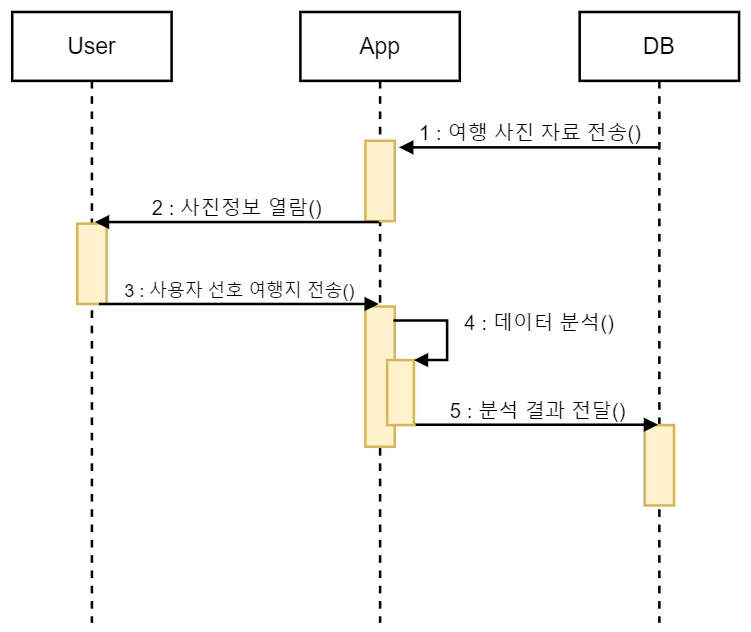 User
App
DB
1 : 여행 사진 자료 전송()
2 : 사진정보 열람()
3 : 사용자 선호 여행지 전송()
4 : 데이터 분석()
5 : 분석 결과 전달()